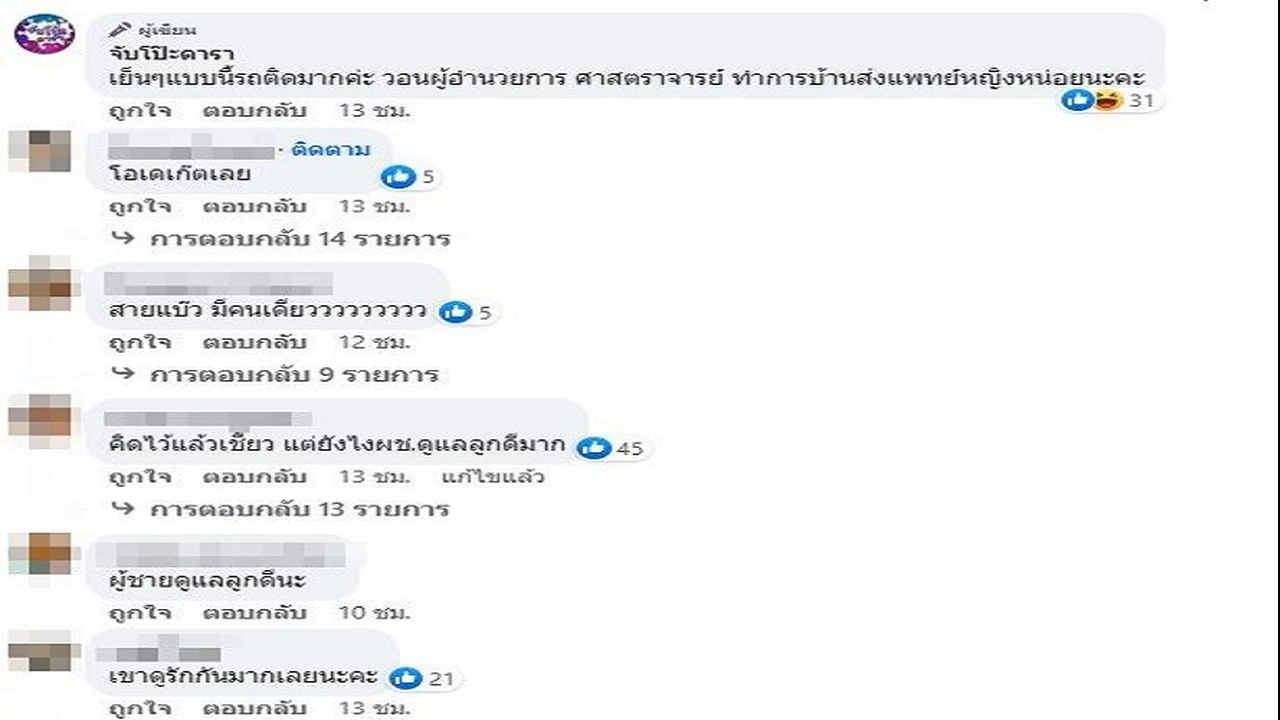 ผู้เขียน
จับโป๊ะดารา
เย็นๆแบบนี้รถติดมากค่ะ วอนผู้อำนวยการ ศาสตราจารย์ ทำการบ้านส่งแพทย์หญิงหน่อยนะคะ
31
ถูกใจ ตอบกลับ 13 ชม.
· ติดตาม
โอเดเก๊ตเลย
5
ถูกใจ ตอบกลับ 13 ชม.
การตอบกลับ 14 รายการ
สายแบ๊ว มีคนเดียวววววววววว
5
ถูกใจ ตอบกลับ 12 ชม.
การตอบกลับ 9 รายการ
คิดไว้แล้วเชียว แต่ยังไงผช.ดูแลลูกดีมาก
45
ถูกใจ ตอบกลับ 13 ชม. แก้ไขแล้ว
การตอบกลับ 13 รายการ
ผู้ชายดูแลลูกดีนะ
ถูกใจ ตอบกลับ 10 ชม.
เขาดูรักกันมากเลยนะคะ
21
ถูกใจ ตอบกลับ 13 ชม.